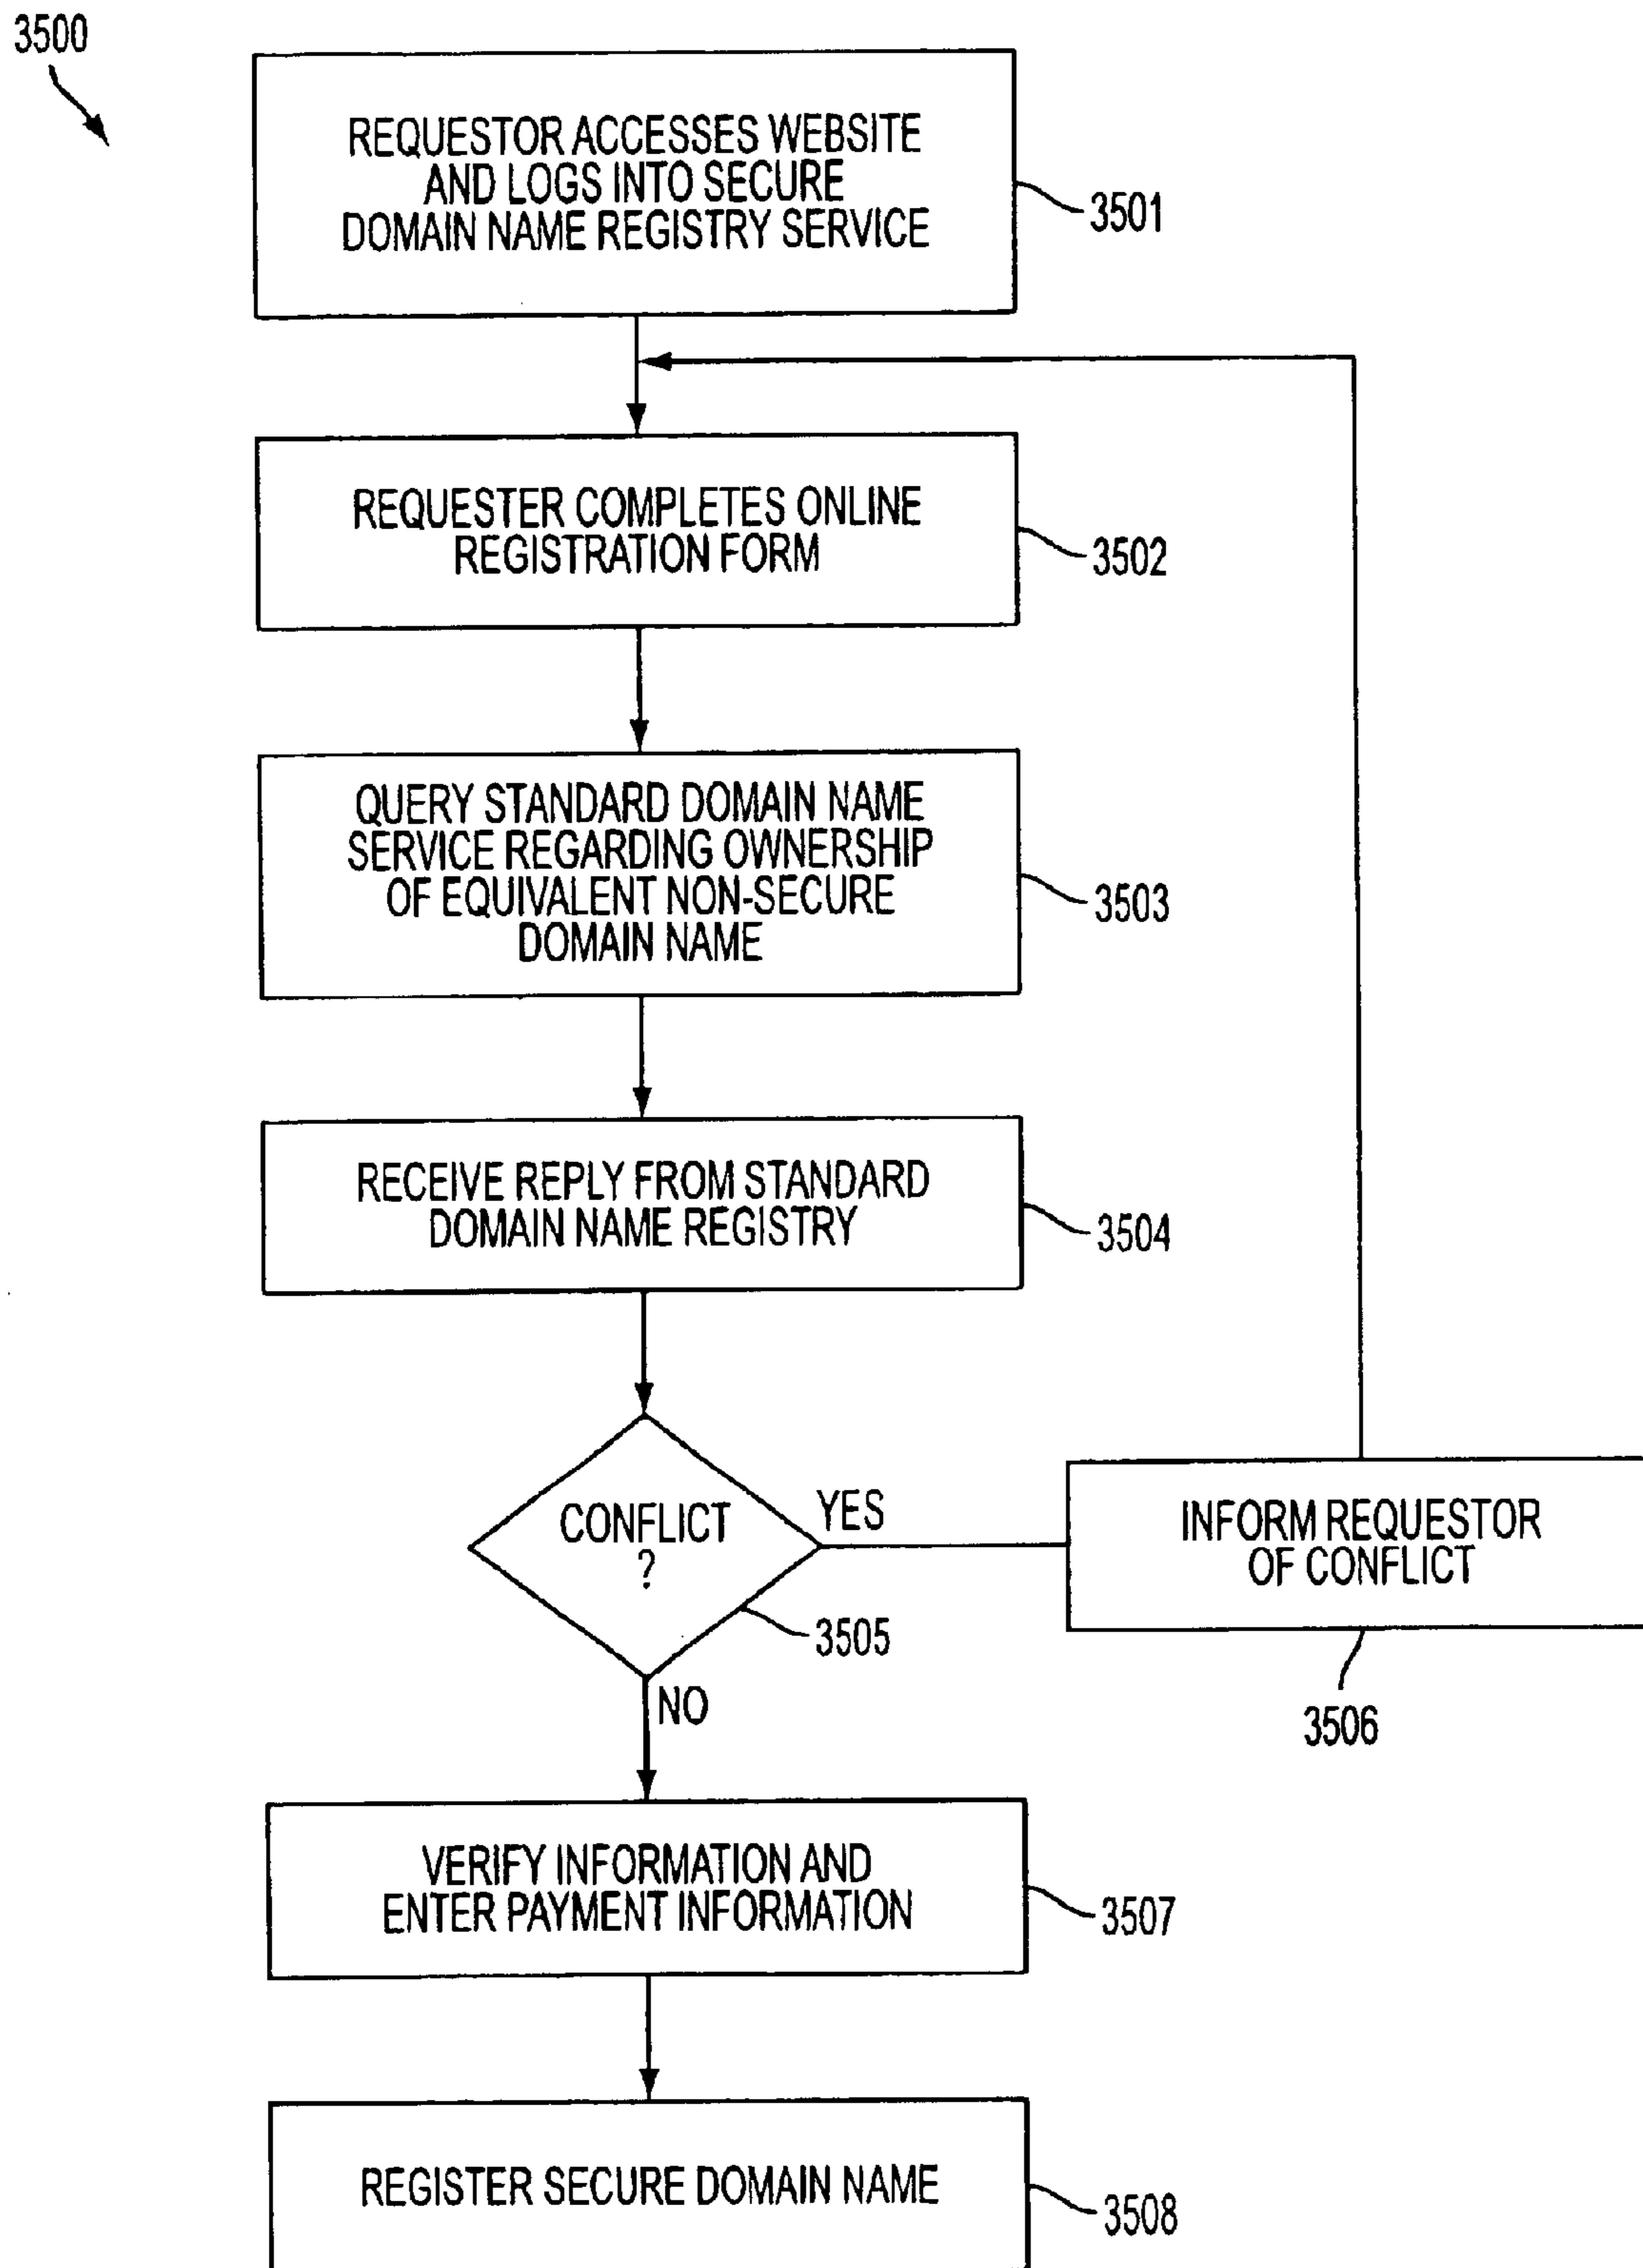 3500
REQUESTOR ACCESSES WEBSITE
AND LOGS INTO SECURE
DOMAIN NAME REGISTRY SERVICE
3501
REQUESTER COMPLETES ONLINE
REGISTRATION FORM
3502
QUERY STANDARD DOMAIN NAME
SERVICE REGARDING OWNERSHIP
OF EQUIVALENT NON-SECURE
DOMAIN NAME
3503
RECEIVE REPLY FROM STANDARD
DOMAIN NAME REGISTRY
3504
CONFLICT
?
YES
3505
INFORM REQUESTOR
OF CONFLICT
3506
NO
VERIFY INFORMATION AND
ENTER PAYMENT INFORMATION
3507
REGISTER SECURE DOMAIN NAME
3508